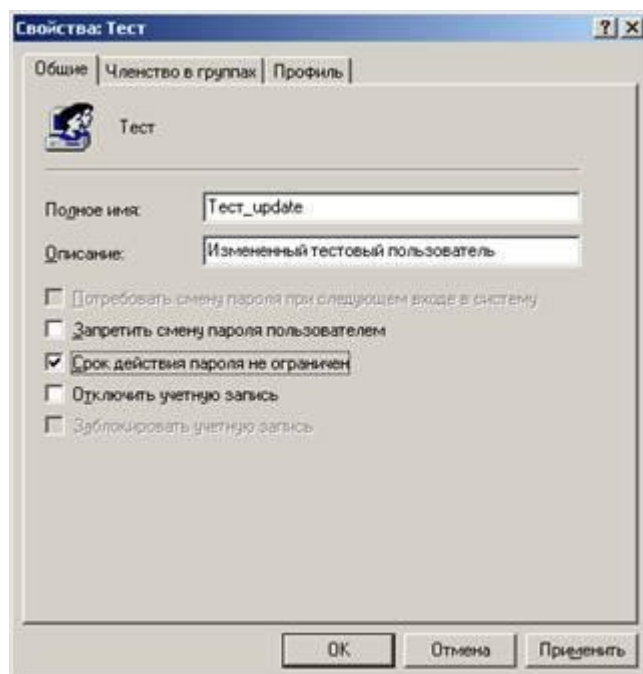 Свойства: Тест
Общие Членство в группах Профиль
Тест
Полное имя: Тест_update
Описание: Измененный тестовый пользователь
Потребовать смену пароля при следующем входе в систему
Запретить смену пароля пользователем
Срок действия пароля не ограничен
Отключить учетную запись
Заблокировать учетную запись
OK Отмена Применить